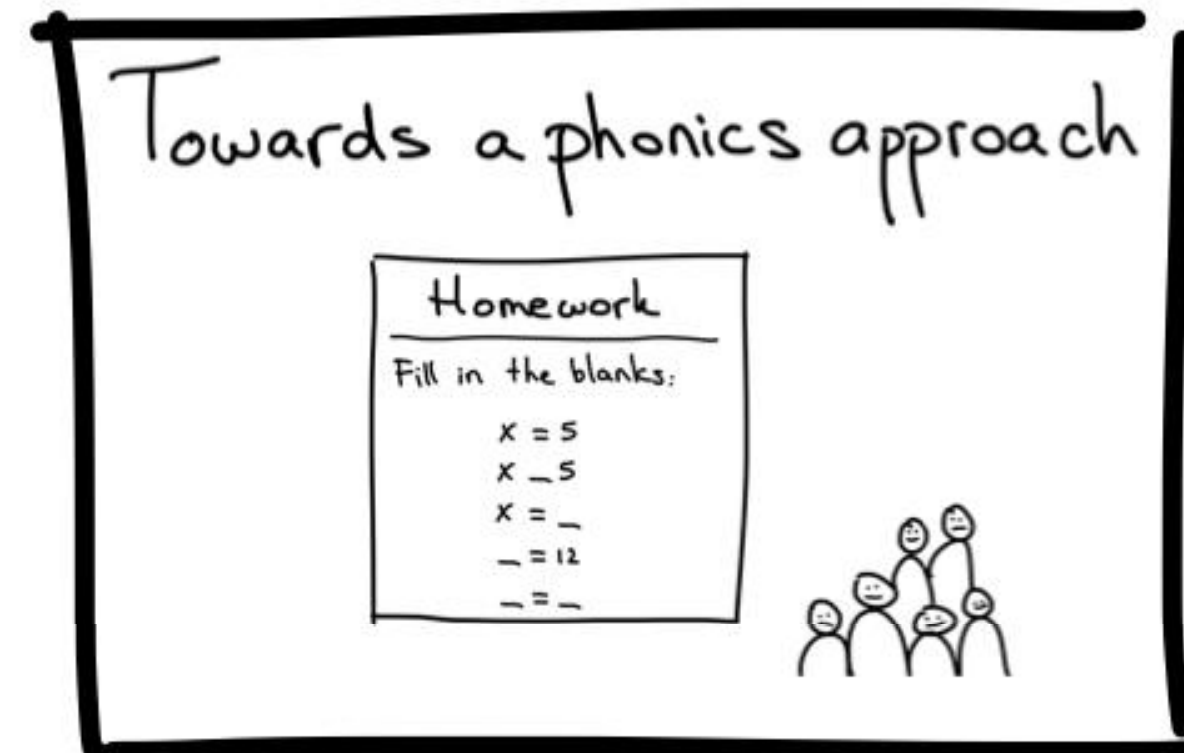 Towards a phonics approach
Homework
Fill in the blanks:
x = 5
x _ 5
x = _
_ = 12
_ = _